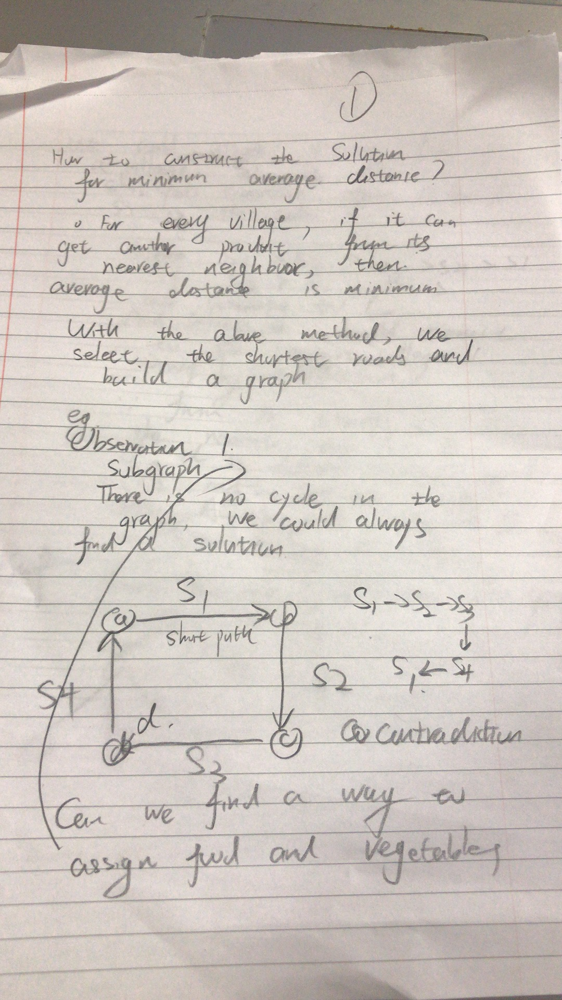 ①
How to construct the Solution
for minimun average distance?
o For every village, if it can
get another product from its
nearest neighbour, then
average distance is minimum
With the above method, we
select, the shortest roads and
build a graph
eg.
Observation 1.
Subgraph
There is no cycle in the
graph, we could always
find a solution
S1
S1 → S2 → S3
a
b
short path
↓
S1 ← S4
S2
S4
d.
c
contradiction
S3
Can we find a way to
assign food and vegetables